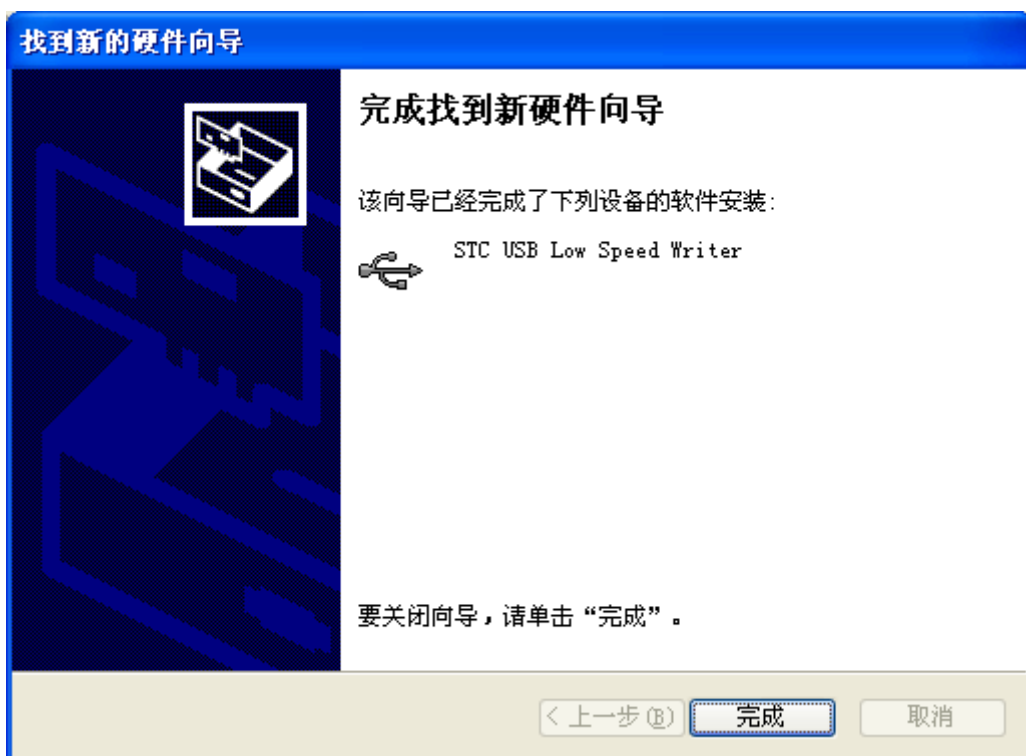 找到新的硬件向导
完成找到新硬件向导
该向导已经完成了下列设备的软件安装:
STC USB Low Speed Writer
要关闭向导，请单击“完成”。
< 上一步(B)
完成
取消